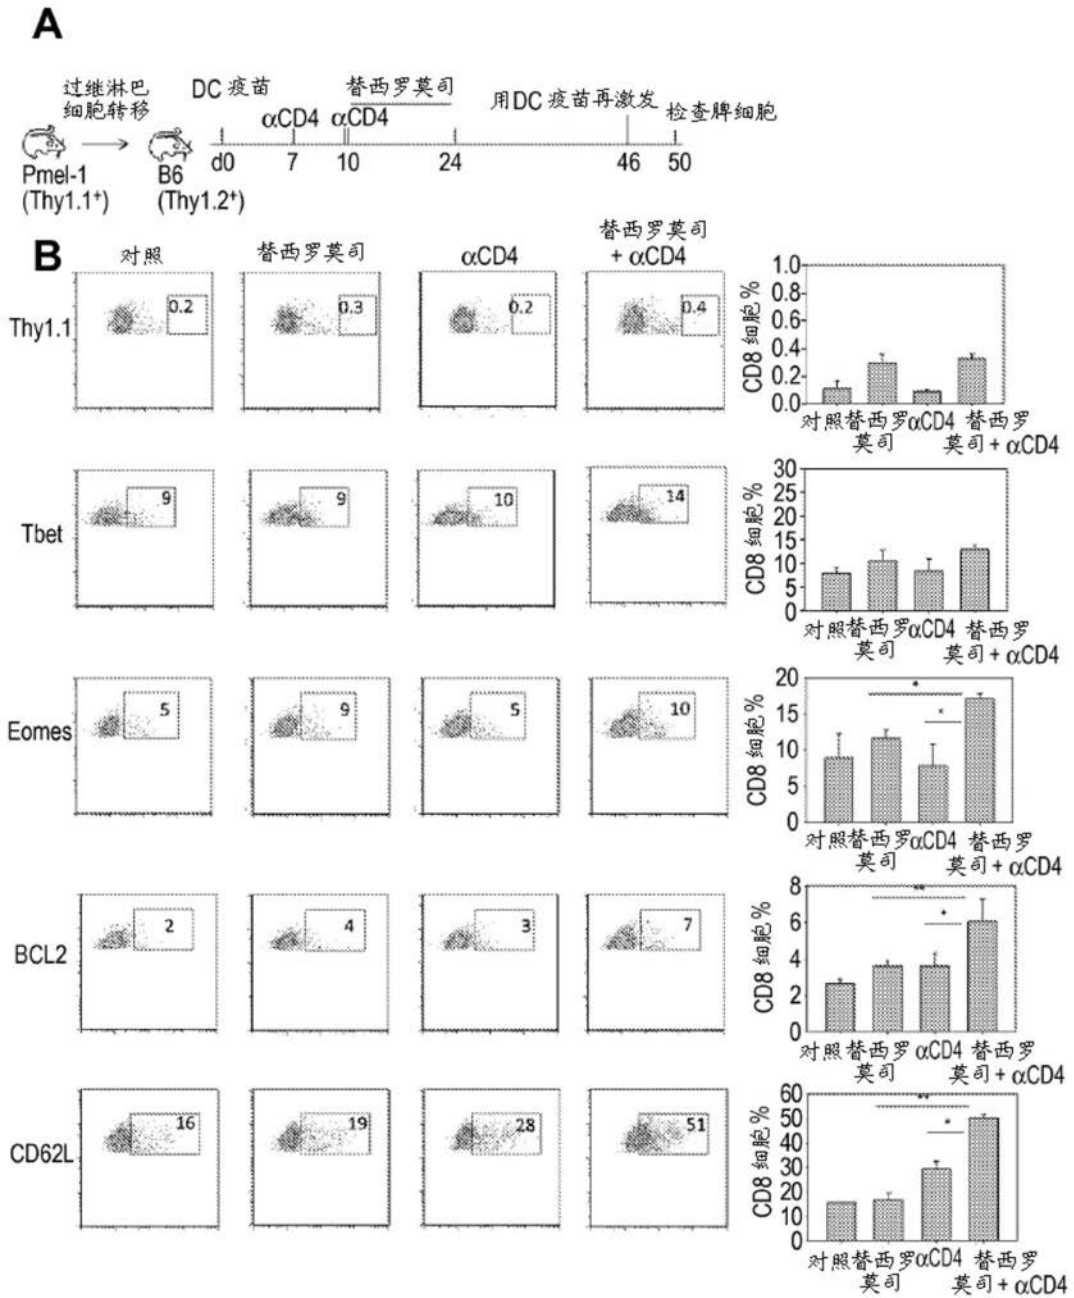 A
过继淋巴
细胞转移
DC 疫苗
替西罗莫司
αCD4 αCD4
用DC 疫苗再激发
检查脾细胞
d0 7 10 24 46 50
Pmel-1
(Thy1.1⁺)
B6
(Thy1.2⁺)
B
对照
替西罗莫司
αCD4
替西罗莫司
+ αCD4
Thy1.1
0.2
0.3
0.2
0.4
CD8 细胞 %
1.0
0.8
0.6
0.4
0.2
0.0
对照 替西罗 αCD4 替西罗
莫司 莫司 + αCD4
Tbet
9
9
10
14
CD8 细胞 %
30
25
20
15
10
5
0
对照 替西罗 αCD4 替西罗
莫司 莫司 + αCD4
Eomes
5
9
5
10
CD8 细胞 %
20
15
10
5
0
*
*
对照 替西罗 αCD4 替西罗
莫司 莫司 + αCD4
BCL2
2
4
3
7
CD8 细胞 %
8
6
4
2
0
**
*
对照 替西罗 αCD4 替西罗
莫司 莫司 + αCD4
CD62L
16
19
28
51
CD8 细胞 %
60
50
40
30
20
10
0
**
*
对照 替西罗 αCD4 替西罗
莫司 莫司 + αCD4